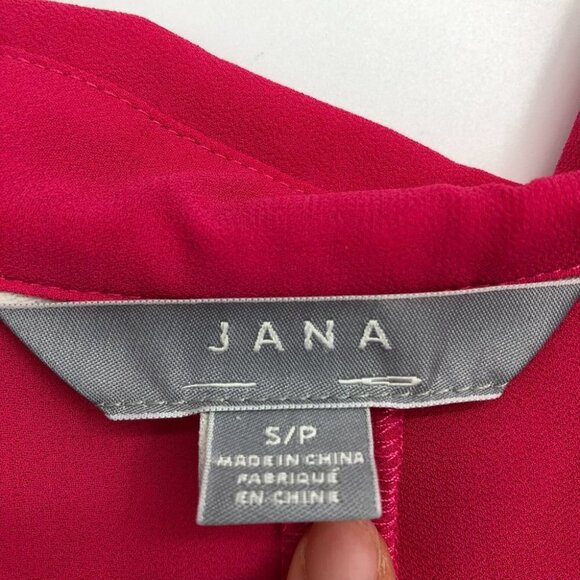 JANA
S/P
MADE IN CHINA
FABRIQUÉ
EN CHINE